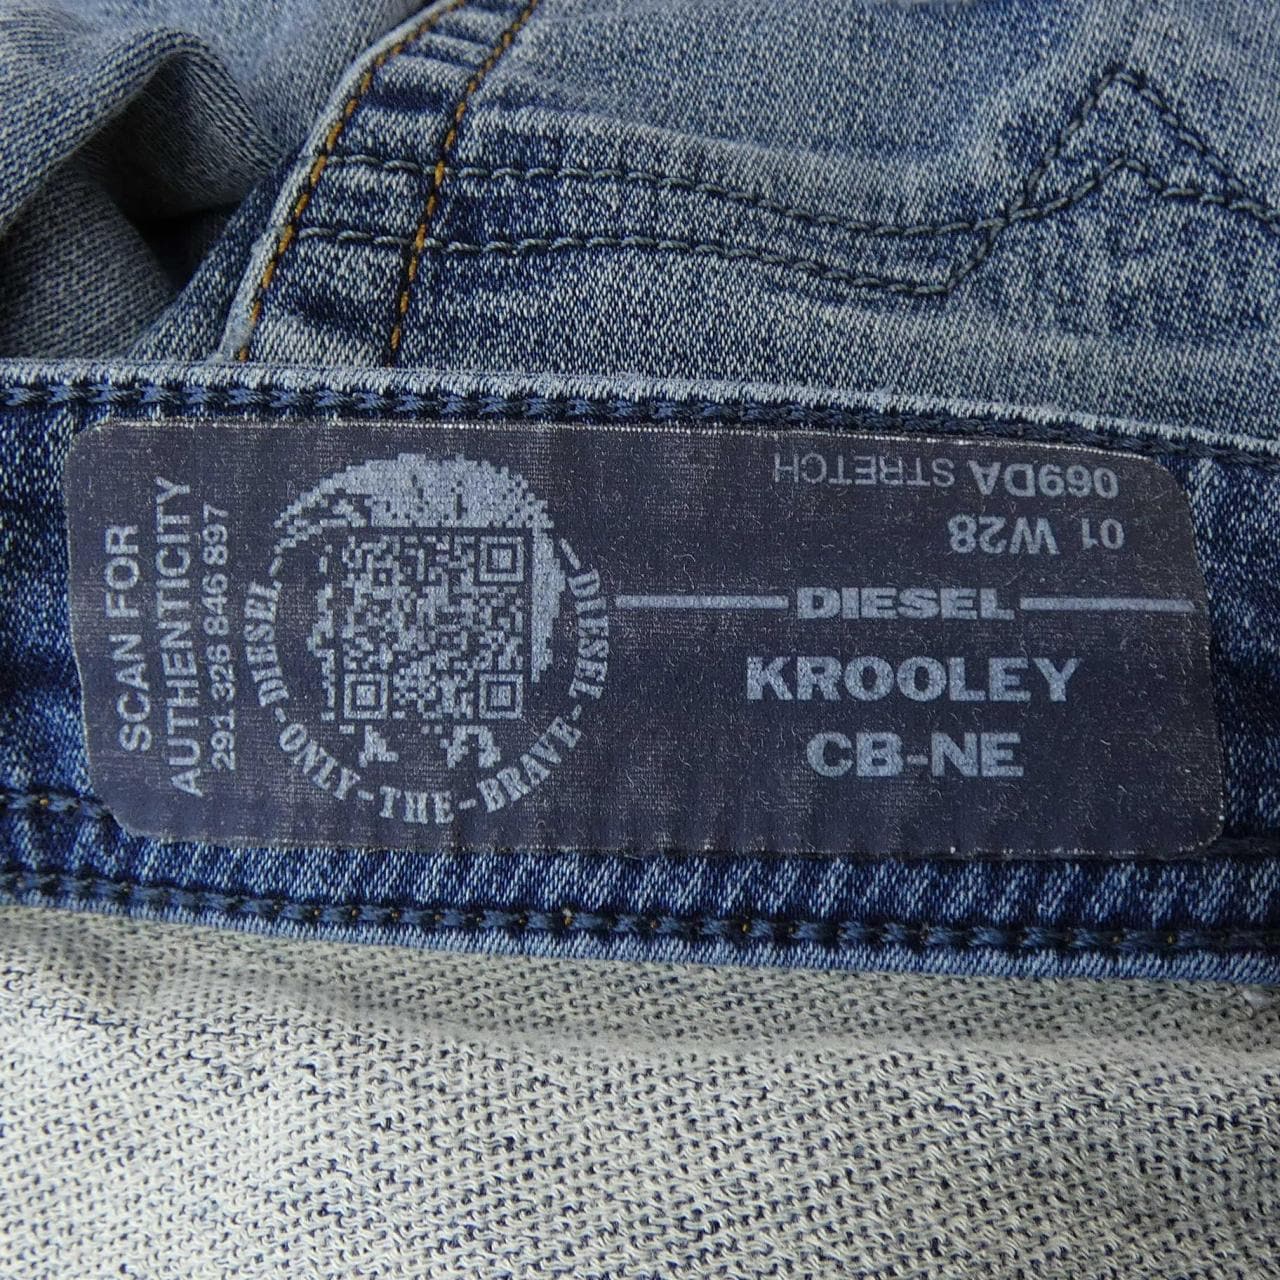 SCAN FOR
AUTHENTICITY
291 326 846 897
DIESEL-ONLY-THE-BRAVE-DIESEL
069DA STRETCH
01 W28
DIESEL
KROOLEY
CB-NE